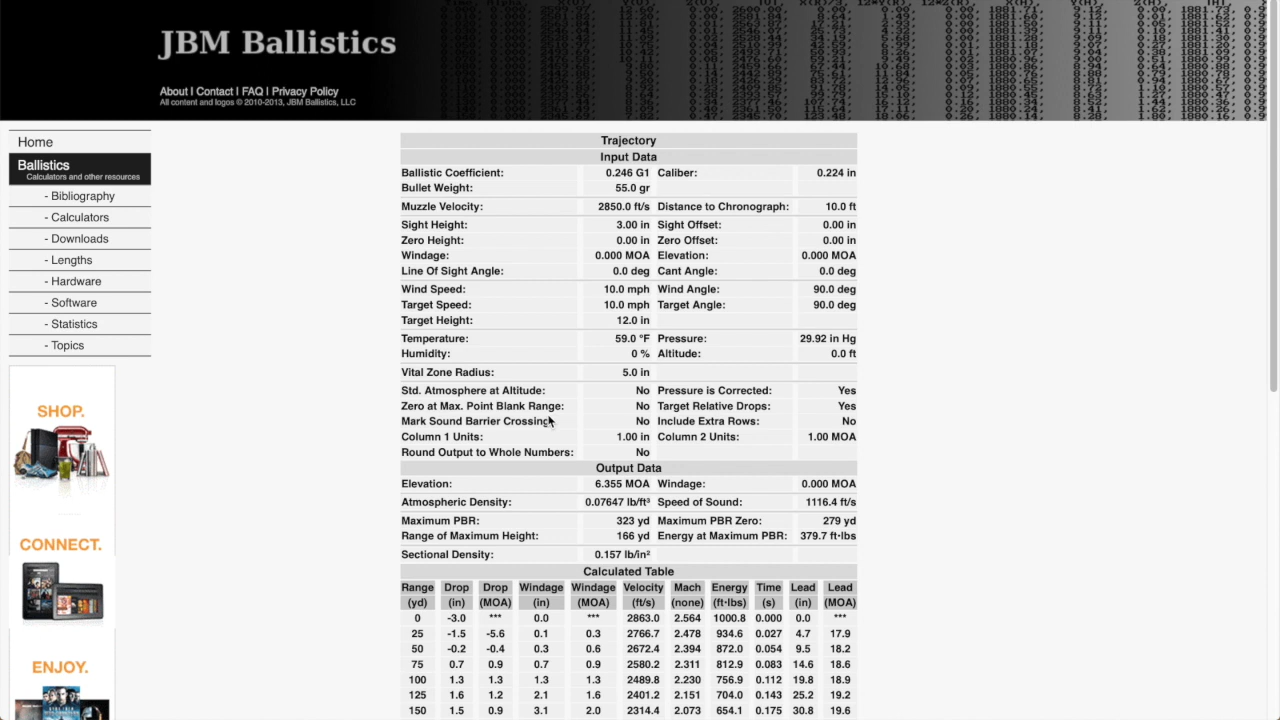 JBM Ballistics
About | Contact | FAQ | Privacy Policy
All content and logos © 2010-2013, JBM Ballistics, LLC
Home
Ballistics
Calculators and other resources
- Bibliography
- Calculators
- Downloads
- Lengths
- Hardware
- Software
- Statistics
- Topics
SHOP.
CONNECT.
ENJOY.
Trajectory
Input Data
Ballistic Coefficient: 0.246 G1 Caliber: 0.224 in
Bullet Weight: 55.0 gr
Muzzle Velocity: 2850.0 ft/s Distance to Chronograph: 10.0 ft
Sight Height: 3.00 in Sight Offset: 0.00 in
Zero Height: 0.00 in Zero Offset: 0.00 in
Windage: 0.000 MOA Elevation: 0.000 MOA
Line Of Sight Angle: 0.0 deg Cant Angle: 0.0 deg
Wind Speed: 10.0 mph Wind Angle: 90.0 deg
Target Speed: 10.0 mph Target Angle: 90.0 deg
Target Height: 12.0 in
Temperature: 59.0 °F Pressure: 29.92 in Hg
Humidity: 0 % Altitude: 0.0 ft
Vital Zone Radius: 5.0 in
Std. Atmosphere at Altitude: No Pressure is Corrected: Yes
Zero at Max. Point Blank Range: No Target Relative Drops: Yes
Mark Sound Barrier Crossing: No Include Extra Rows: No
Column 1 Units: 1.00 in Column 2 Units: 1.00 MOA
Round Output to Whole Numbers: No
Output Data
Elevation: 6.355 MOA Windage: 0.000 MOA
Atmospheric Density: 0.07647 lb/ft³ Speed of Sound: 1116.4 ft/s
Maximum PBR: 323 yd Maximum PBR Zero: 279 yd
Range of Maximum Height: 166 yd Energy at Maximum PBR: 379.7 ft•lbs
Sectional Density: 0.157 lb/in²
Calculated Table
Range Drop Drop Windage Windage Velocity Mach Energy Time Lead Lead
(yd) (in) (MOA) (in) (MOA) (ft/s) (none) (ft•lbs) (s) (in) (MOA)
0 -3.0 *** 0.0 *** 2863.0 2.564 1000.8 0.000 0.0 ***
25 -1.5 -5.6 0.1 0.3 2766.7 2.478 934.6 0.027 4.7 17.9
50 -0.2 -0.4 0.3 0.6 2672.4 2.394 872.0 0.054 9.5 18.2
75 0.7 0.9 0.7 0.9 2580.2 2.311 812.9 0.083 14.6 18.6
100 1.3 1.3 1.3 1.3 2489.8 2.230 756.9 0.112 19.8 18.9
125 1.6 1.2 2.1 1.6 2401.2 2.151 704.0 0.143 25.2 19.2
150 1.5 0.9 3.1 2.0 2314.4 2.073 654.1 0.175 30.8 19.6